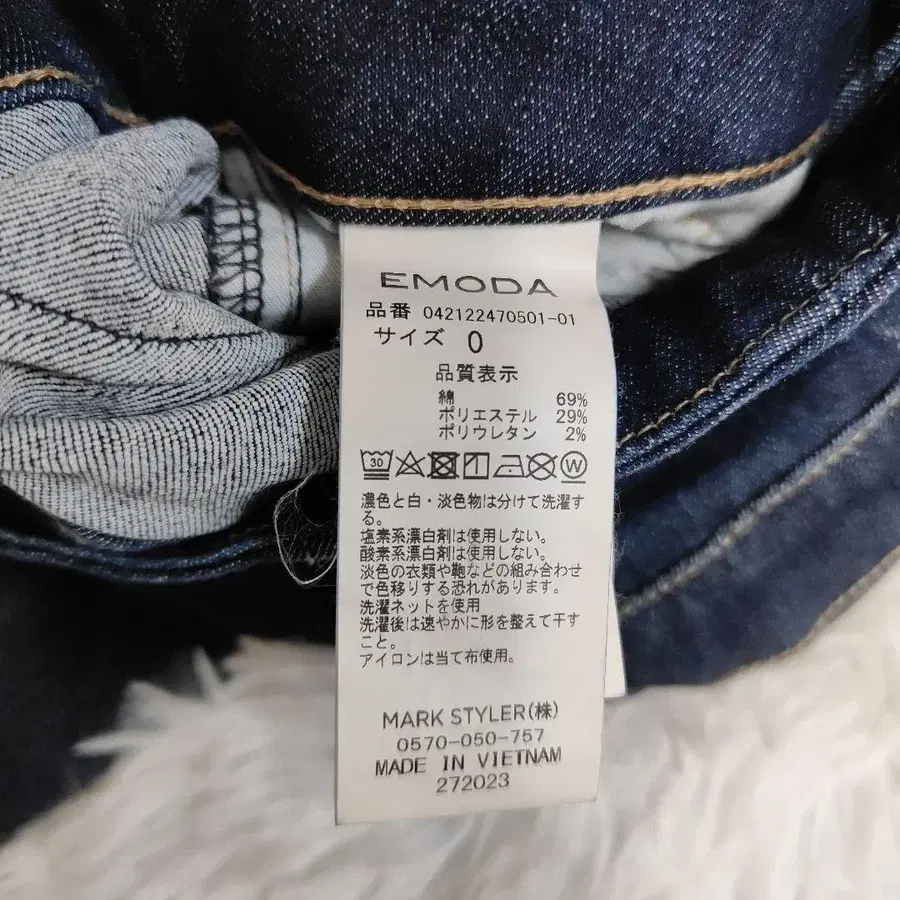 EMODA
品番 042122470501-01
サイズ 0
品質表示
綿 69%
ポリエステル 29%
ポリウレタン 2%
30 W
濃色と白・淡色物は分けて洗濯す
る。
塩素系漂白剤は使用しない。
酸素系漂白剤は使用しない。
淡色の衣類や鞄などの組み合わせ
で色移りする恐れがあります。
洗濯ネットを使用
洗濯後は速やかに形を整えて干す
こと。
アイロンは当て布使用。
MARK STYLER(株)
0570-050-757
MADE IN VIETNAM
272023